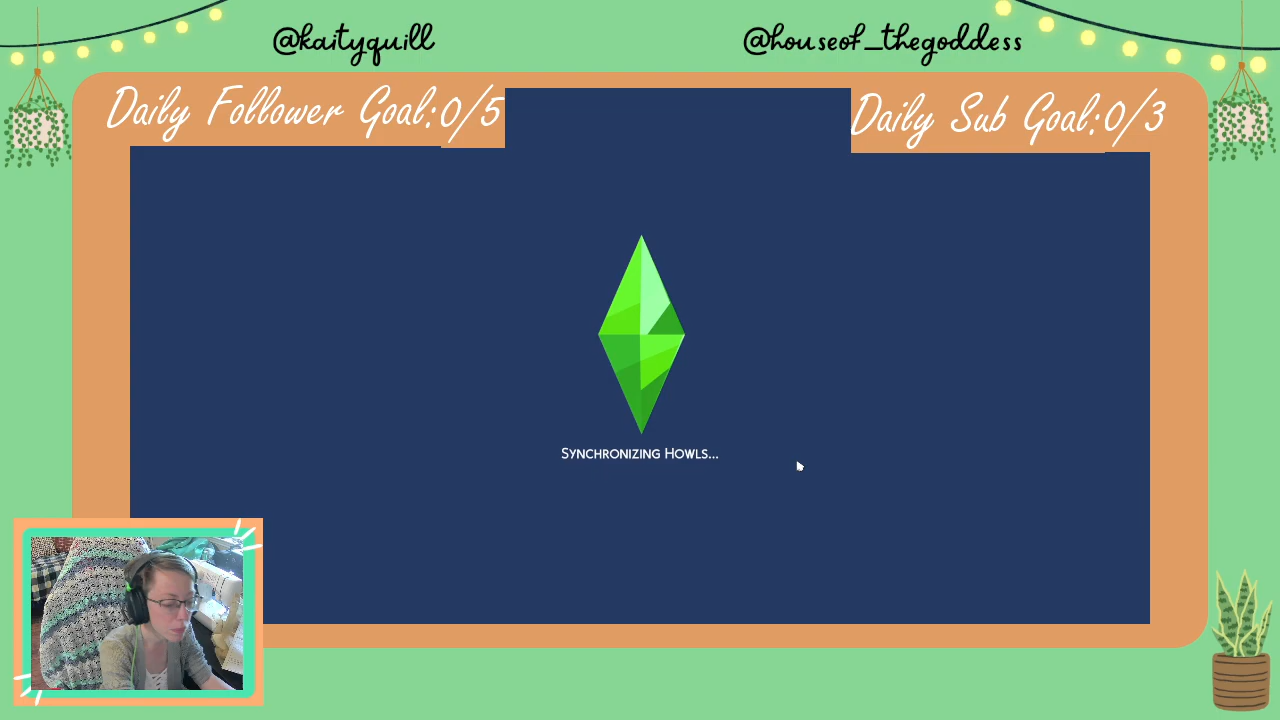 @kaityquill
@houseof_thegoddess
Daily Follower Goal:0/5
Daily Sub Goal:0/3
Synchronizing Howls...